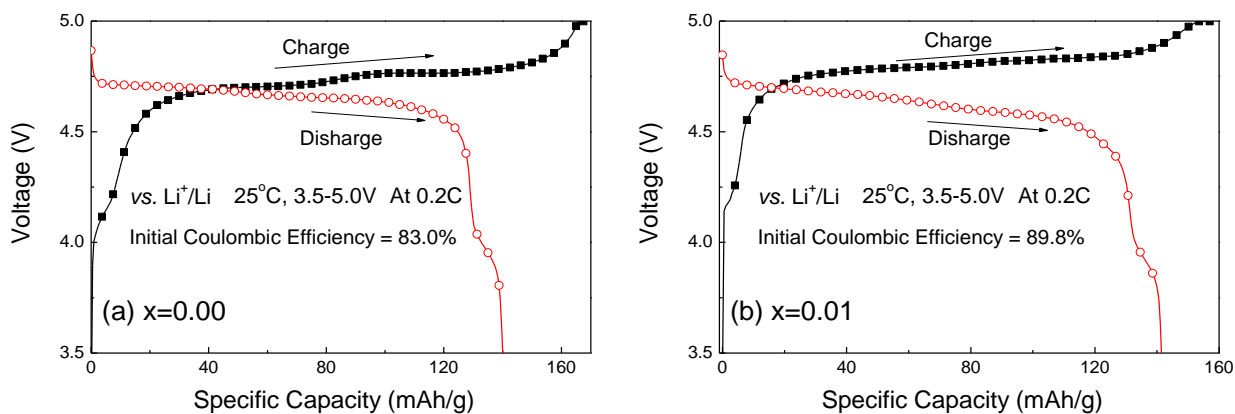 5.0
4.5
4.0
3.5
Voltage (V)
Charge
Disharge
vs. Li⁺/Li 25°C, 3.5-5.0V At 0.2C
Initial Coulombic Efficiency = 83.0%
(a) x=0.00
0 40 80 120 160
Specific Capacity (mAh/g)
5.0
4.5
4.0
3.5
Voltage (V)
Charge
Disharge
vs. Li⁺/Li 25°C, 3.5-5.0V At 0.2C
Initial Coulombic Efficiency = 89.8%
(b) x=0.01
0 40 80 120 160
Specific Capacity (mAh/g)